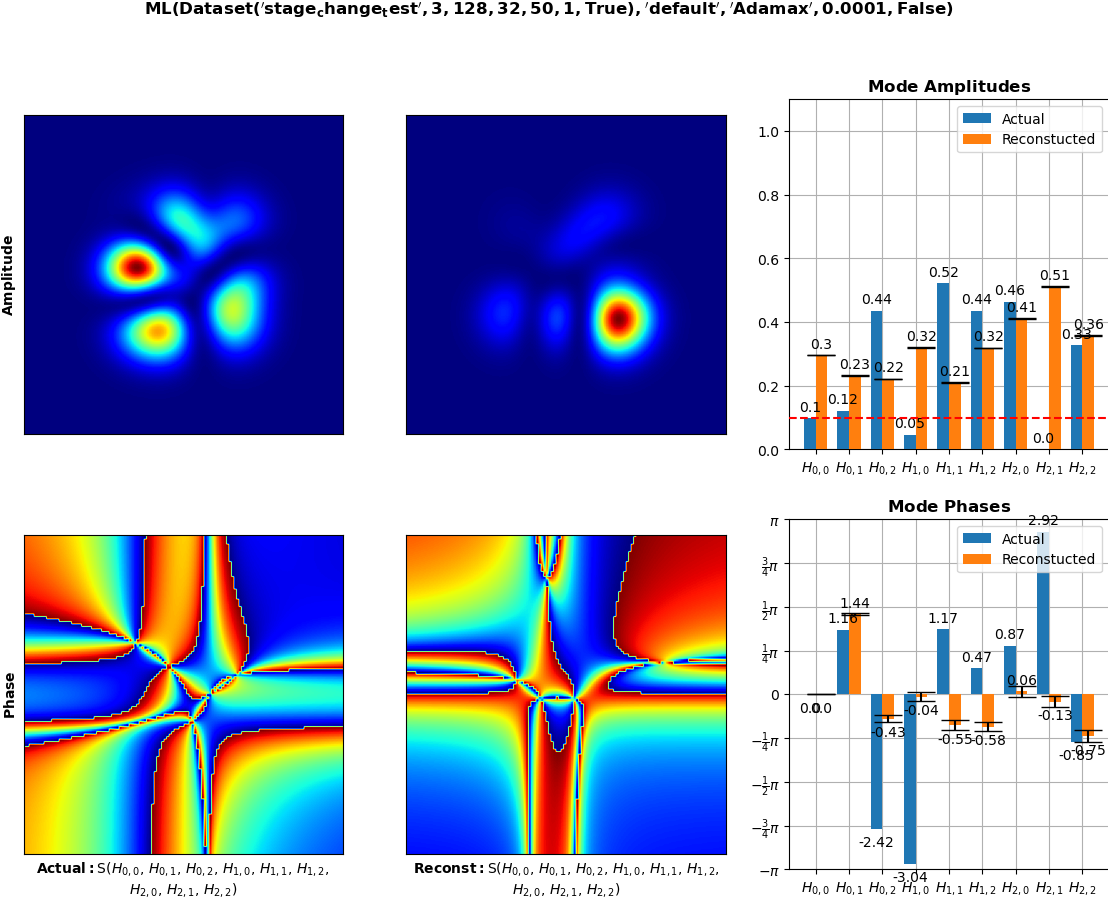 ML(Dataset('stage_change_test', 3, 128, 32, 50, 1, True), 'default', 'Adamax', 0.0001, False)
Amplitude
Mode Amplitudes
Actual
Reconstucted
1.0
0.8
0.6
0.4
0.2
0.0
0.1
0.3
0.12
0.23
0.44
0.22
0.05
0.32
0.52
0.21
0.44
0.32
0.46
0.41
0.0
0.51
0.33
0.36
H0,0 H0,1 H0,2 H1,0 H1,1 H1,2 H2,0 H2,1 H2,2
Phase
Mode Phases
Actual
Reconstucted
π
3/4π
1/2π
1/4π
0
−1/4π
−1/2π
−3/4π
−π
0.0
0.0
1.16
1.44
-2.42
-0.43
-3.04
-0.04
1.17
-0.55
0.47
-0.58
0.87
0.06
2.92
-0.13
-0.85
-0.75
H0,0 H0,1 H0,2 H1,0 H1,1 H1,2 H2,0 H2,1 H2,2
Actual: S(H0,0, H0,1, H0,2, H1,0, H1,1, H1,2,
H2,0, H2,1, H2,2)
Reconst: S(H0,0, H0,1, H0,2, H1,0, H1,1, H1,2,
H2,0, H2,1, H2,2)